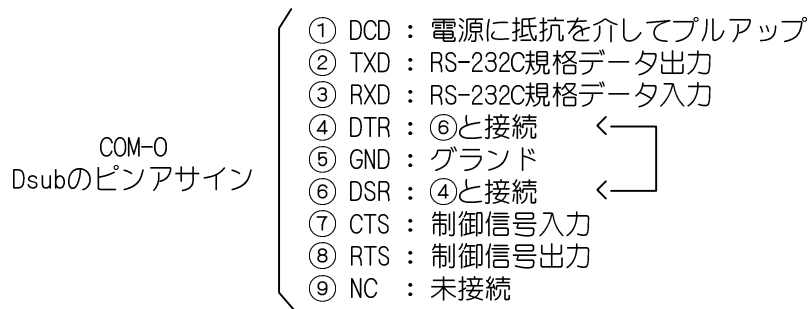 ① DCD : 電源に抵抗を介してプルアップ
② TXD : RS-232C規格データ出力
③ RXD : RS-232C規格データ入力
④ DTR : ⑥と接続
⑤ GND : グランド
⑥ DSR : ④と接続
⑦ CTS : 制御信号入力
⑧ RTS : 制御信号出力
⑨ NC : 未接続
COM-0
Dsubのピンアサイン